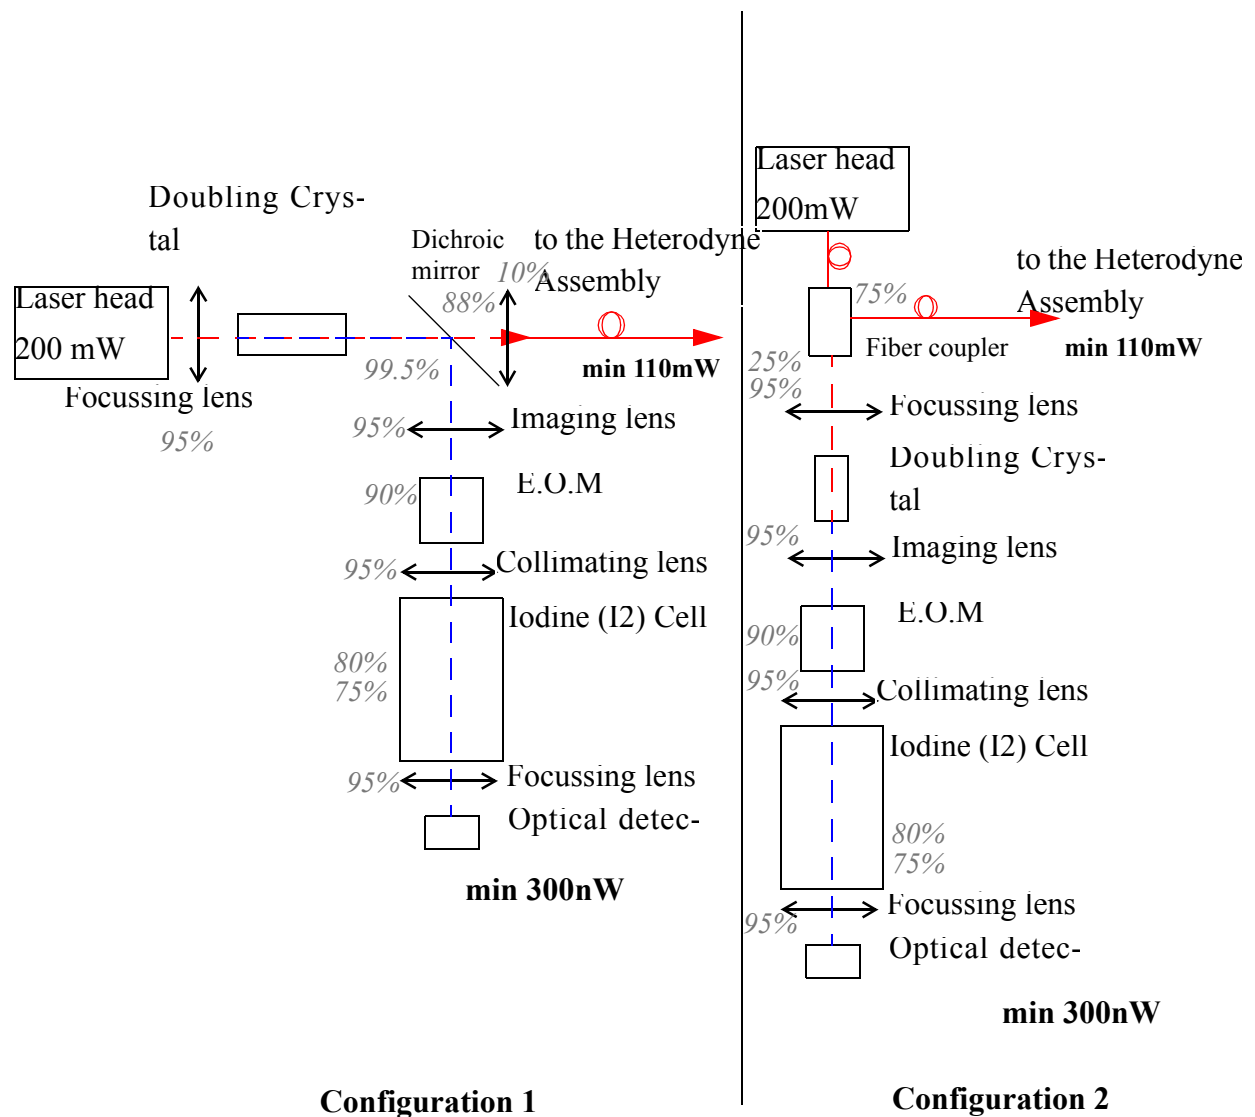 Doubling Crys-
tal
Dichroic
mirror
10%
88%
to the Heterodyne
Assembly
Laser head
200 mW
99.5%
min 110mW
Focussing lens
95%
95%
Imaging lens
90%
E.O.M
95%
Collimating lens
Iodine (I2) Cell
80%
75%
95%
Focussing lens
Optical detec-
min 300nW
Configuration 1
Laser head
200mW
75%
to the Heterodyne
Assembly
Fiber coupler
min 110mW
25%
95%
Focussing lens
Doubling Crys-
tal
95%
Imaging lens
E.O.M
90%
95%
Collimating lens
Iodine (I2) Cell
80%
75%
Focussing lens
95%
Optical detec-
min 300nW
Configuration 2